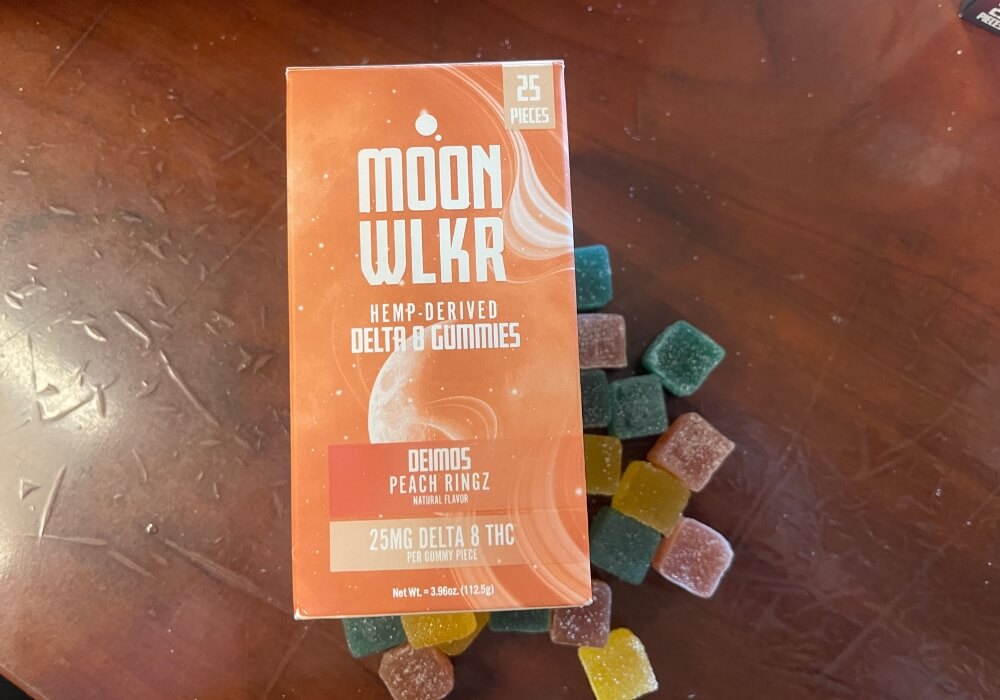 25
PIECES
MOON
WLKR
HEMP-DERIVED
DELTA 8 GUMMIES
DEIMOS
PEACH RINGZ
NATURAL FLAVOR
25MG DELTA 8 THC
PER GUMMY PIECE
Net Wt. = 3.96oz. (112.5g)